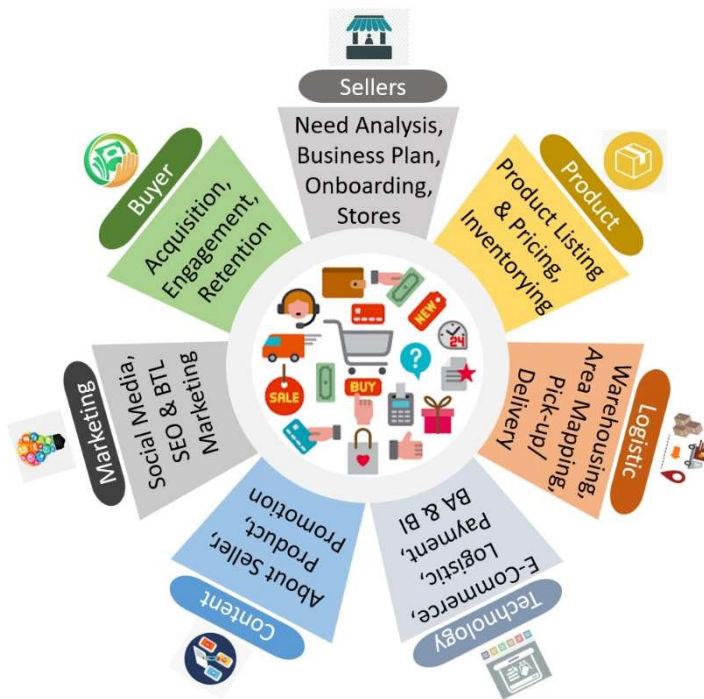 Sellers
Need Analysis,
Business Plan,
Onboarding,
Stores
Product
Product Listing
& Pricing,
Inventorying
Logistic
Warehousing,
Area Mapping,
Pick-up/
Delivery
Technology
E-Commerce,
Logistic,
Payment,
BA & BI
Content
About Seller,
Product,
Promotion
Marketing
Social Media,
SEO & BTL
Marketing
Buyer
Acquisition,
Engagement,
Retention
NEW
24
?
SALE
BUY